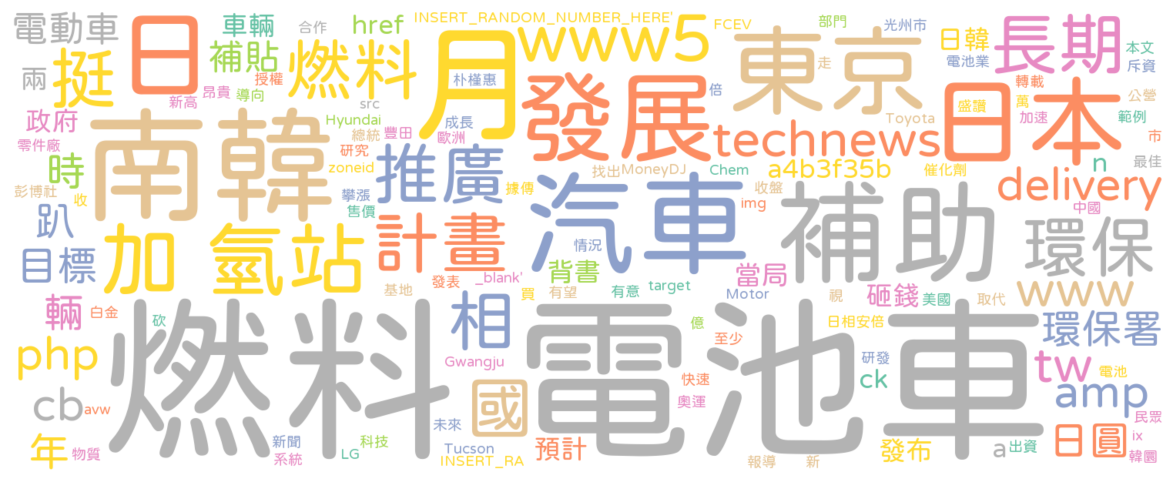 電動車
日
車輛
合作
href
INSERT_RANDOM_NUMBER_HERE'
FCEV
部門
光州市
長期
本文
兩
挺
補貼
授權
燃料
月
www5
東京
日韓
電池業
斥資
新高
昂貴
導向
src
朴槿惠
發展
倍
走
轉載
公營
政府
Hyundai
總統
豐田
成長
歐洲
Toyota
盛讚
萬
加速
範例
零件廠
南韓
研究
technews
日本
市
時
zoneid
推廣
找出
MoneyDJ
Chem
a4b3f35b
催化劑
n
最佳
彭博社
收
攀漲
據傳
汽車
收盤
img
補助
delivery
趴
售價
中國
目標
加
氫站
計畫
情況
環保
背書
當局
發表
_blank'
輛
白金
砍
基地
買
有望
有意
target
Motor
砸錢
美國
視
取代
www
相
億
日相安倍
環保署
php
燃料電池車
至少
Gwangju
研發
tw
電池
cb
avw
國
快速
ck
amp
奧運
年
物質
新聞
系統
LG
科技
未來
Tucson
INSERT_RA
預計
報導
新
發布
a
出資
日圓
民眾
ix
韓圜